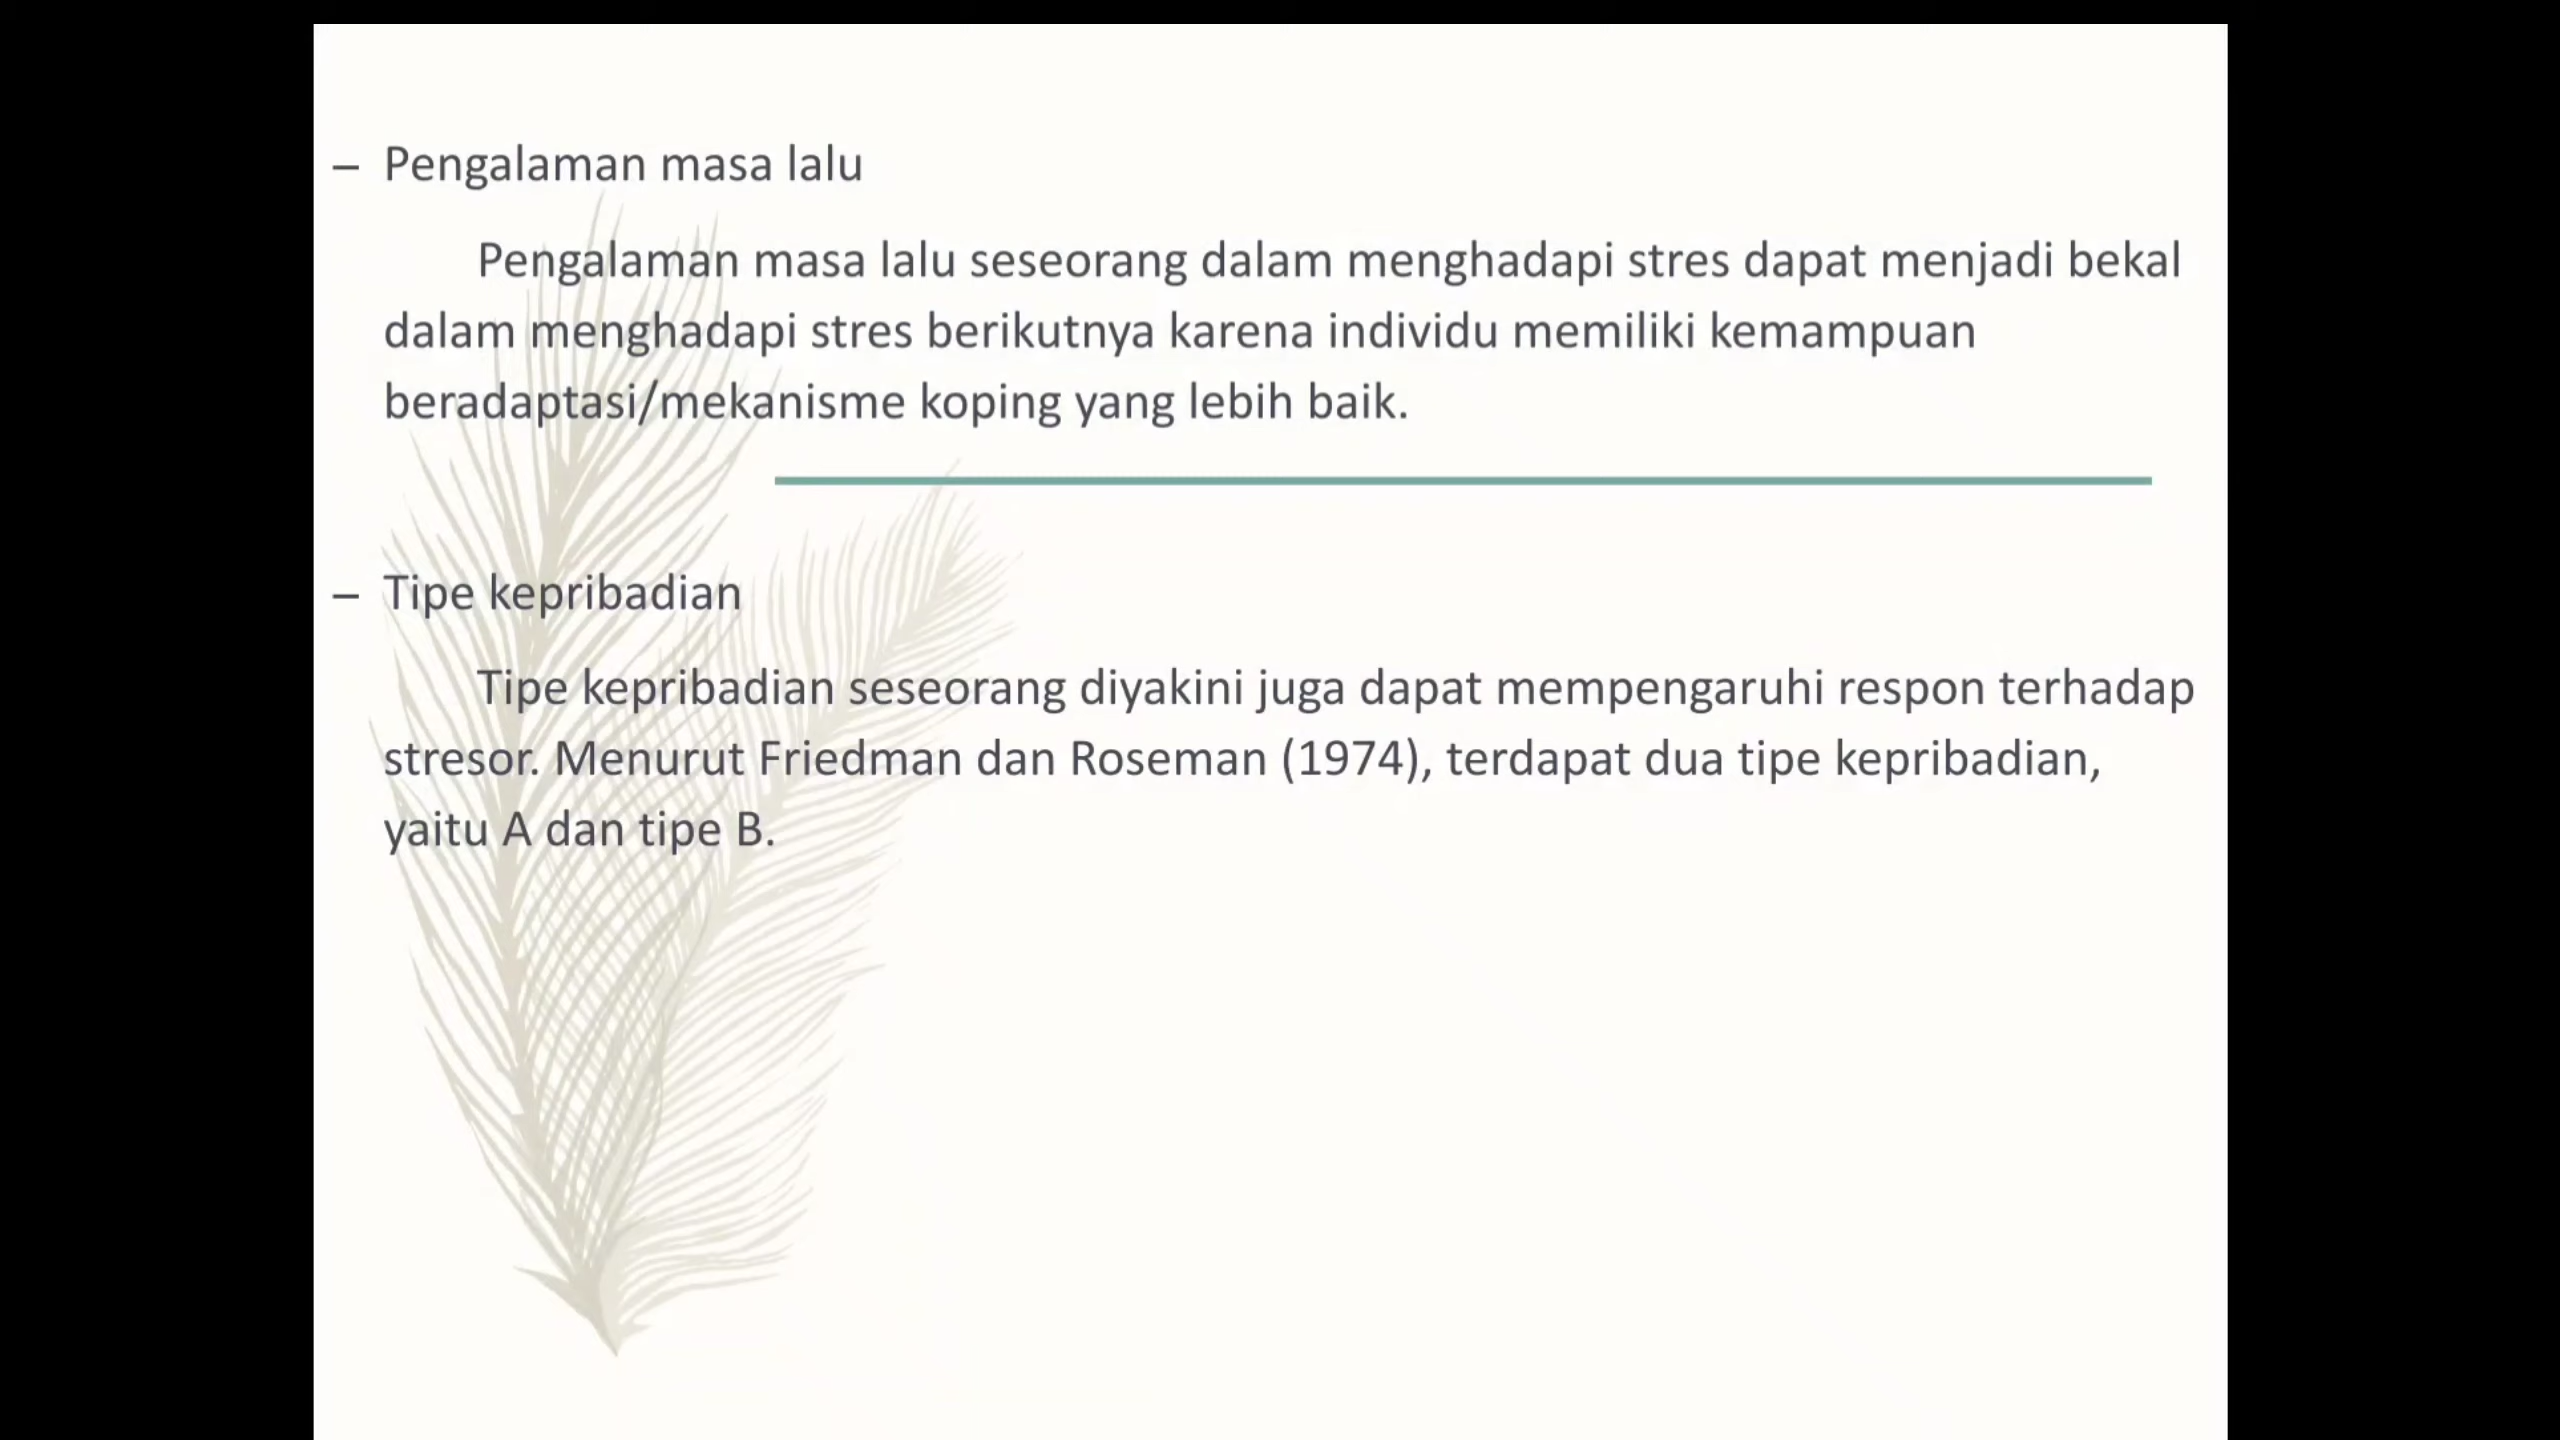 – Pengalaman masa lalu
Pengalaman masa lalu seseorang dalam menghadapi stres dapat menjadi bekal
dalam menghadapi stres berikutnya karena individu memiliki kemampuan
beradaptasi/mekanisme koping yang lebih baik.
– Tipe kepribadian
Tipe kepribadian seseorang diyakini juga dapat mempengaruhi respon terhadap
stresor. Menurut Friedman dan Roseman (1974), terdapat dua tipe kepribadian,
yaitu A dan tipe B.